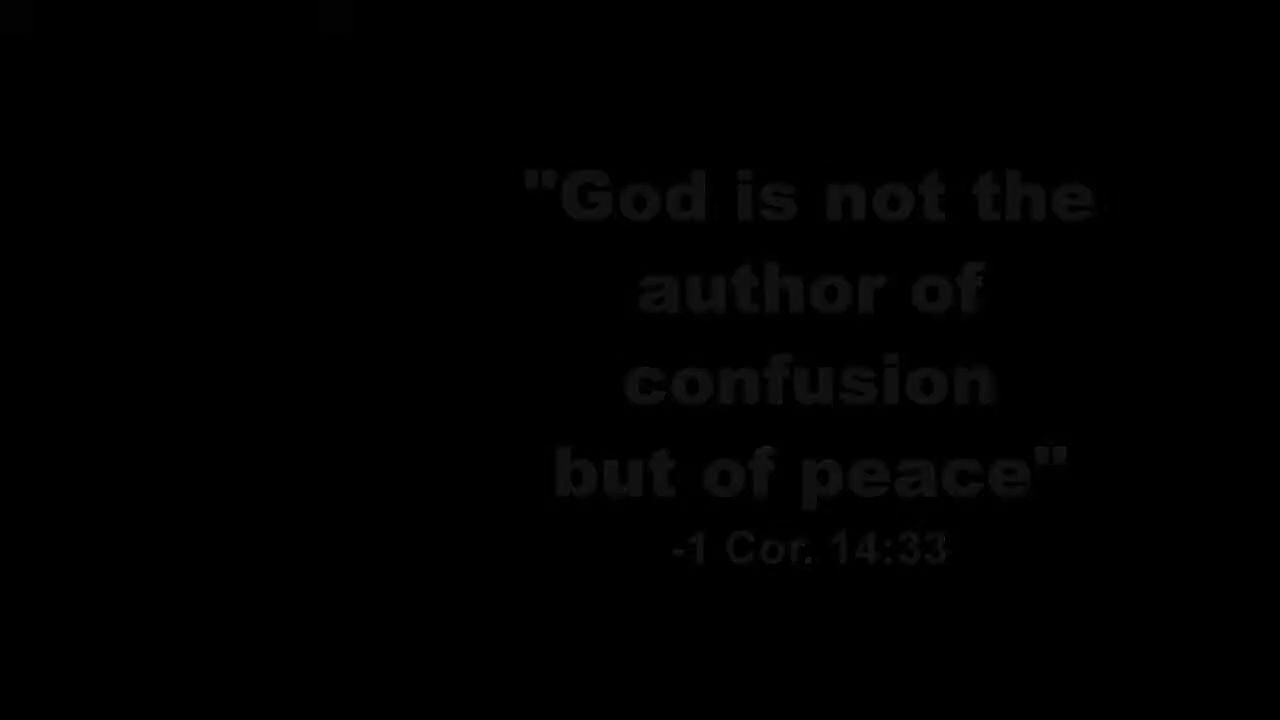 "God is not the
author of
confusion
but of peace"
-1 Cor. 14:33